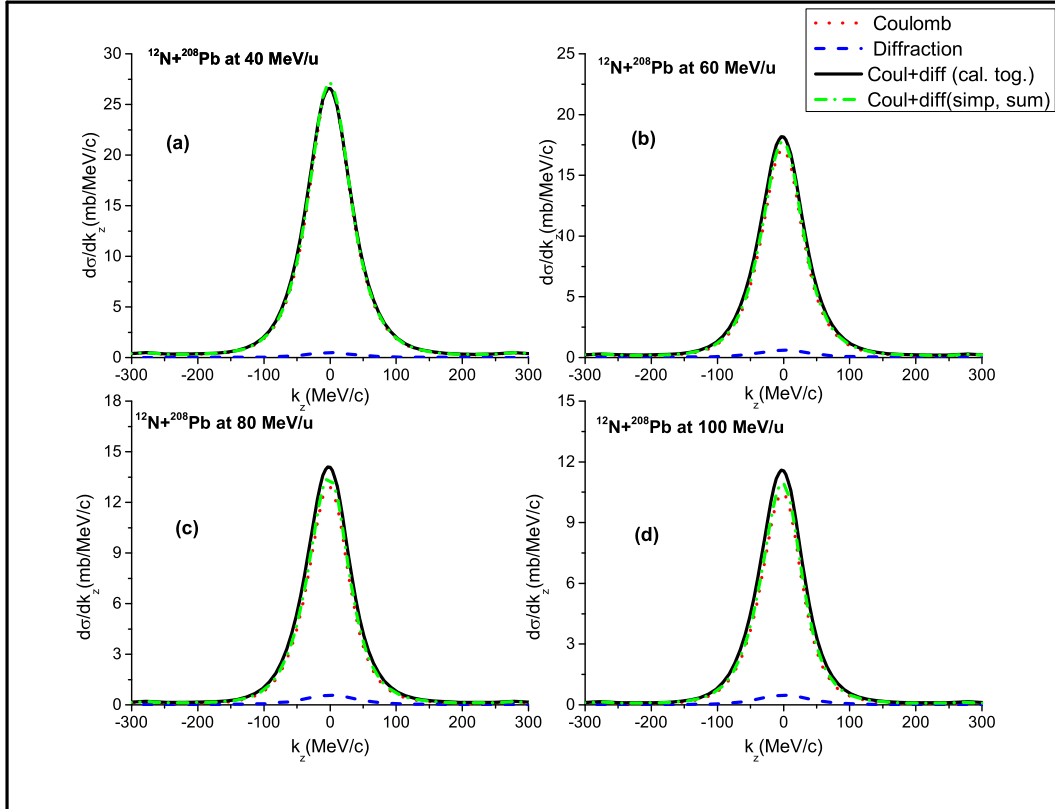 Coulomb
Diffraction
Coul+diff (cal. tog.)
Coul+diff(simp, sum)
¹²N+²⁰⁸Pb at 40 MeV/u
(a)
dσ/dk_z(mb/MeV/c)
30
25
20
15
10
5
0
-300 -200 -100 0 100 200 300
k_z(MeV/c)
¹²N+²⁰⁸Pb at 60 MeV/u
(b)
dσ/dk_z(mb/MeV/c)
25
20
15
10
5
0
-300 -200 -100 0 100 200 300
k_z(MeV/c)
¹²N+²⁰⁸Pb at 80 MeV/u
(c)
dσ/dk_z(mb/MeV/c)
18
15
12
9
6
3
0
-300 -200 -100 0 100 200 300
k_z(MeV/c)
¹²N+²⁰⁸Pb at 100 MeV/u
(d)
dσ/dk_z(mb/MeV/c)
15
12
9
6
3
0
-300 -200 -100 0 100 200 300
k_z(MeV/c)